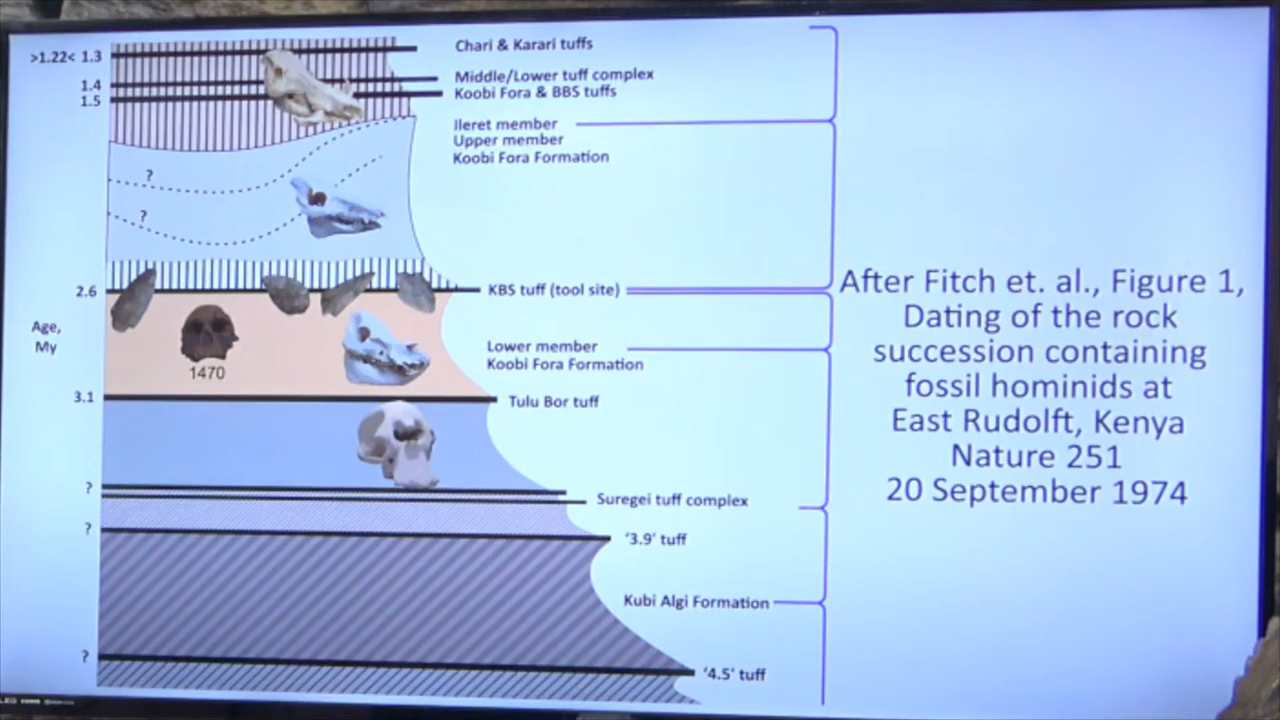 >1.22< 1.3
Chari & Karari tuffs
1.4
Middle/Lower tuff complex
1.5
Koobi Fora & BBS tuffs
Ileret member
Upper member
Koobi Fora Formation
?
?
2.6
KBS tuff (tool site)
Age,
My
1470
Lower member
Koobi Fora Formation
3.1
Tulu Bor tuff
?
Suregei tuff complex
?
'3.9' tuff
Kubi Algi Formation
?
'4.5' tuff
After Fitch et. al., Figure 1,
Dating of the rock
succession containing
fossil hominids at
East Rudolft, Kenya
Nature 251
20 September 1974